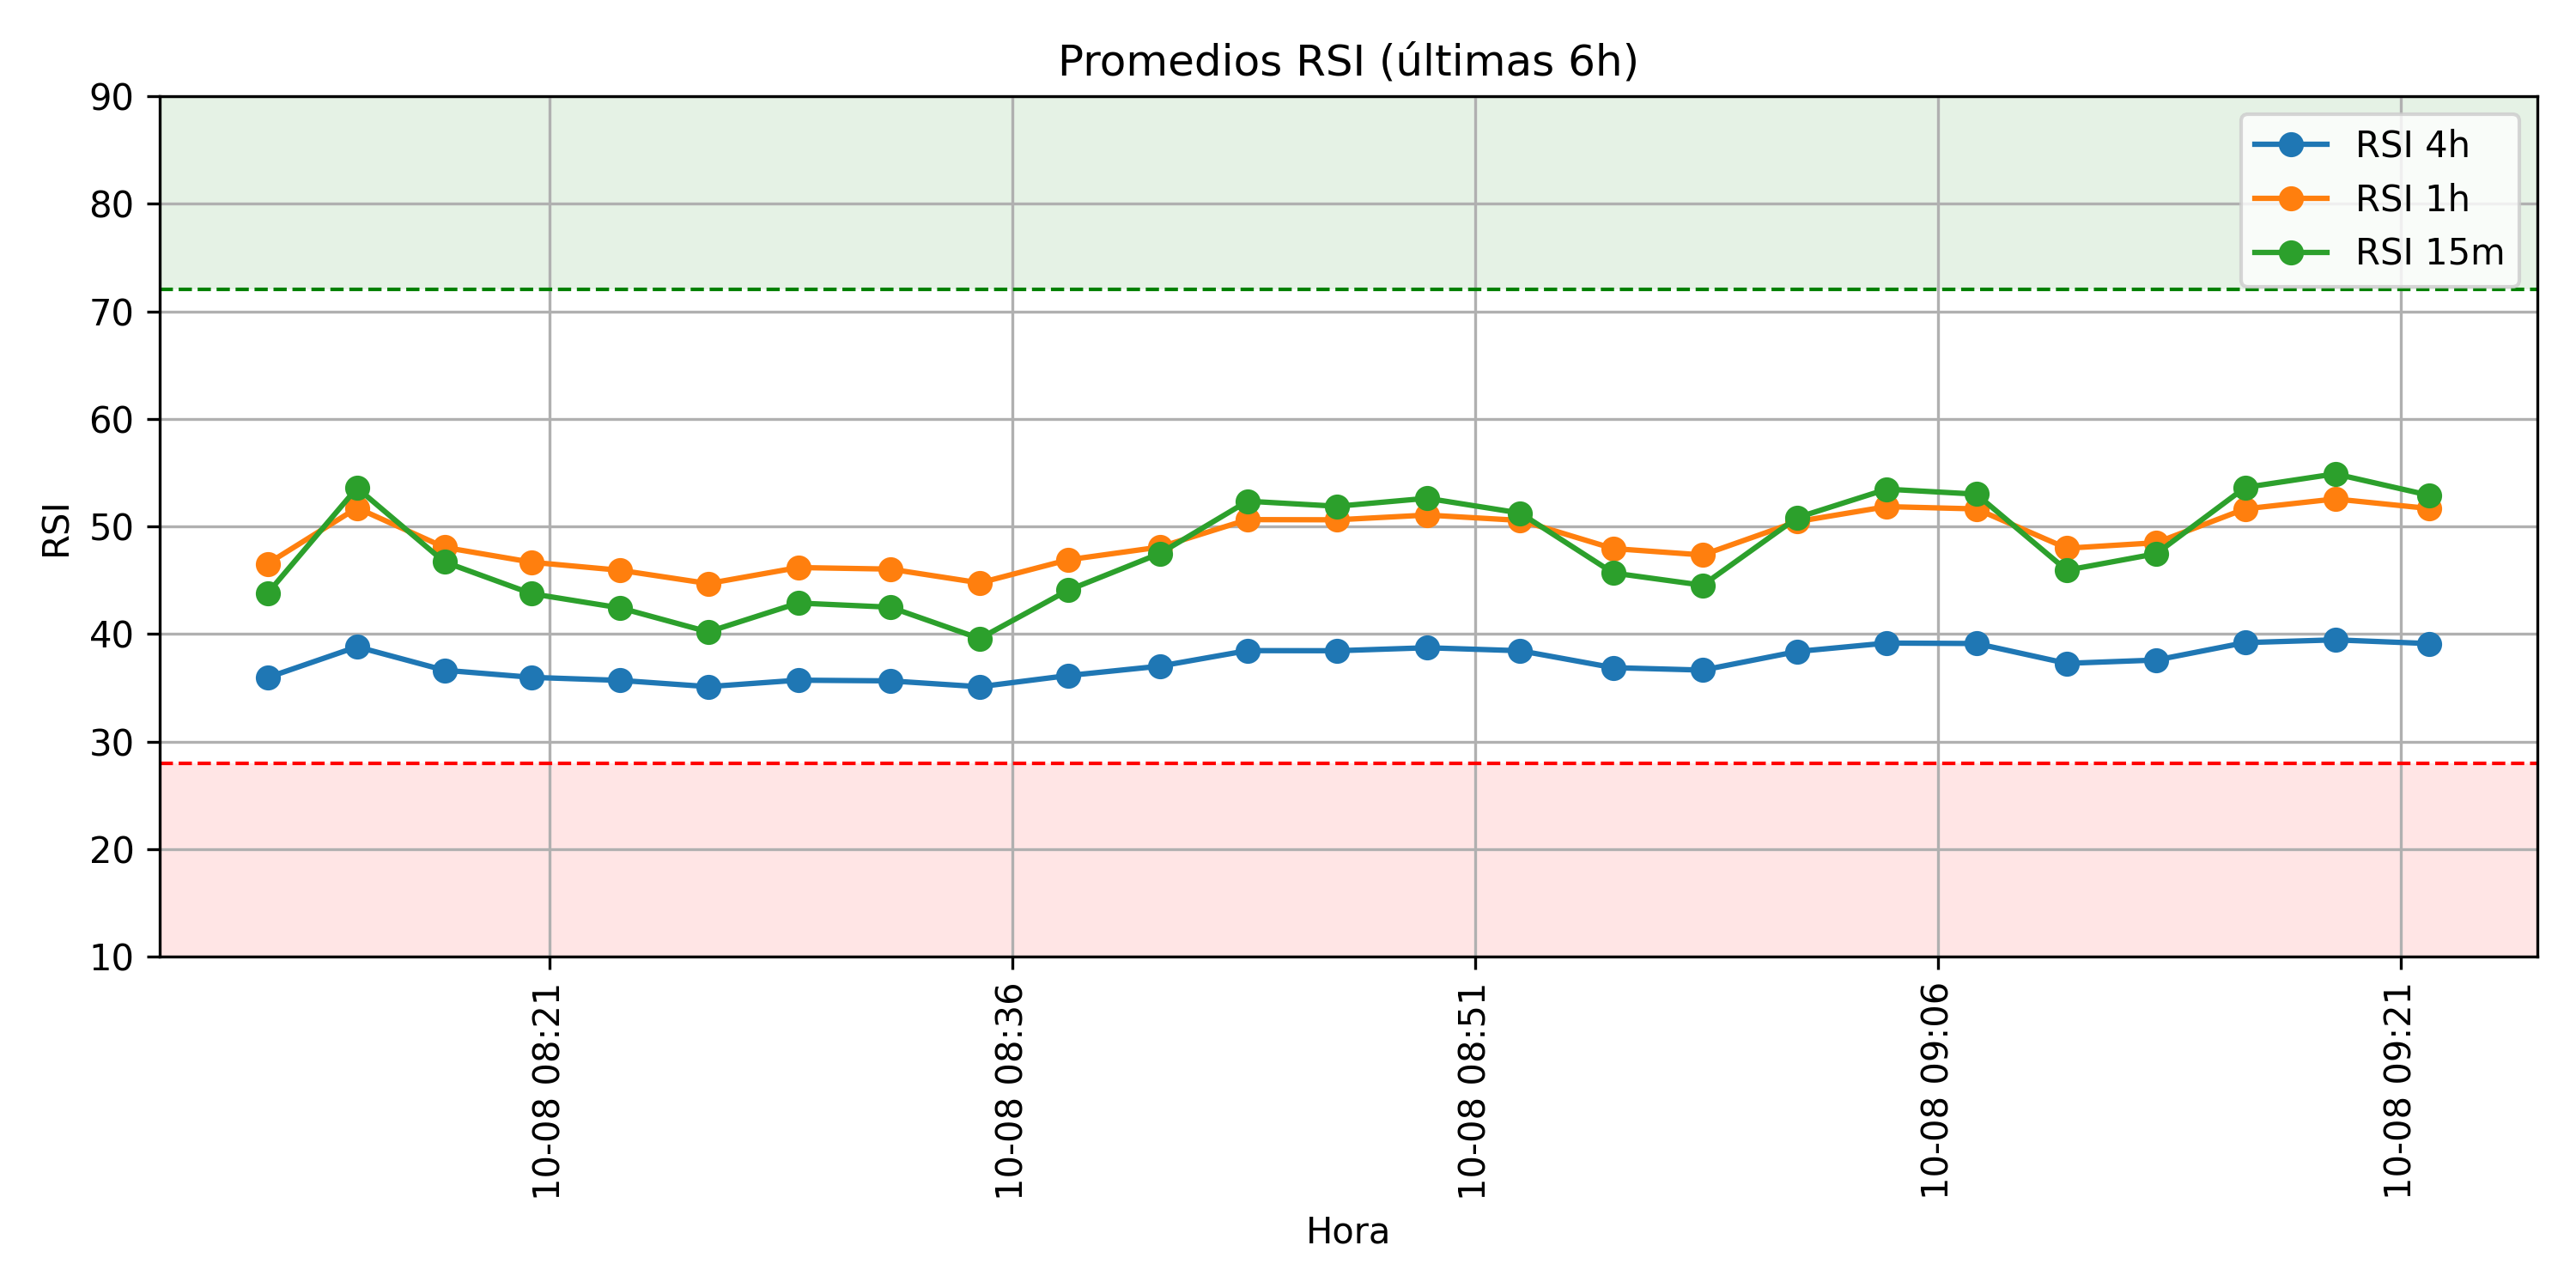 Promedios RSI (últimas 6h)
90
80
70
60
50
40
30
20
10
RSI
RSI 4h
RSI 1h
RSI 15m
10-08 08:21
10-08 08:36
10-08 08:51
10-08 09:06
10-08 09:21
Hora